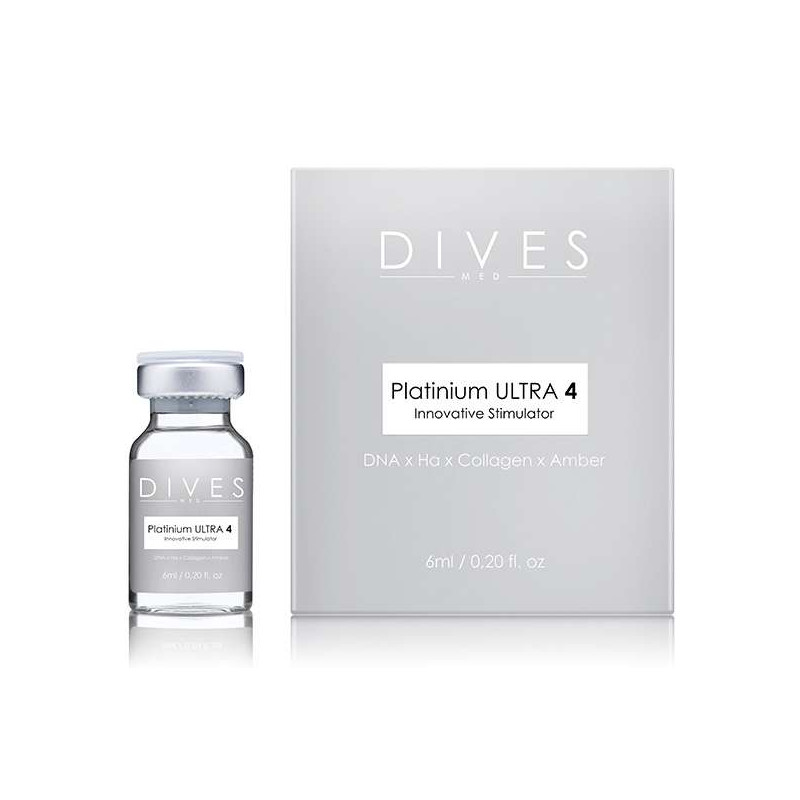 DIVES
MED
Platinium ULTRA 4
Innovative Stimulator
DNA x Ha x Collagen x Amber
6ml / 0,20 fl. oz
DIVES
MED
Platinium ULTRA 4
Innovative Stimulator
DNA x Ha x Collagen x Amber
6ml / 0,20 fl. oz